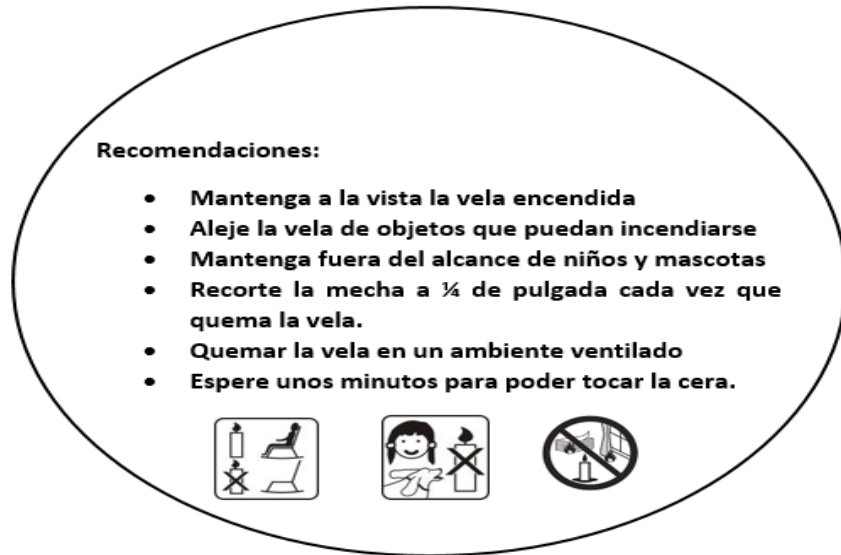 Recomendaciones:
• Mantenga a la vista la vela encendida
• Aleje la vela de objetos que puedan incendiarse
• Mantenga fuera del alcance de niños y mascotas
• Recorte la mecha a ¼ de pulgada cada vez que
quema la vela.
• Quemar la vela en un ambiente ventilado
• Espere unos minutos para poder tocar la cera.